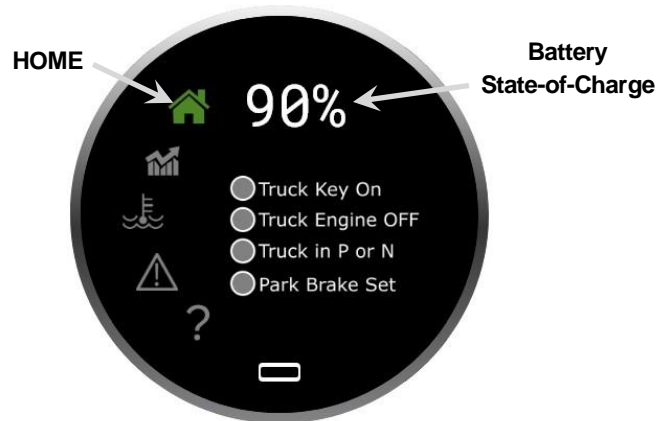 HOME
Battery
State-of-Charge
90%
Truck Key On
Truck Engine OFF
Truck in P or N
Park Brake Set
?